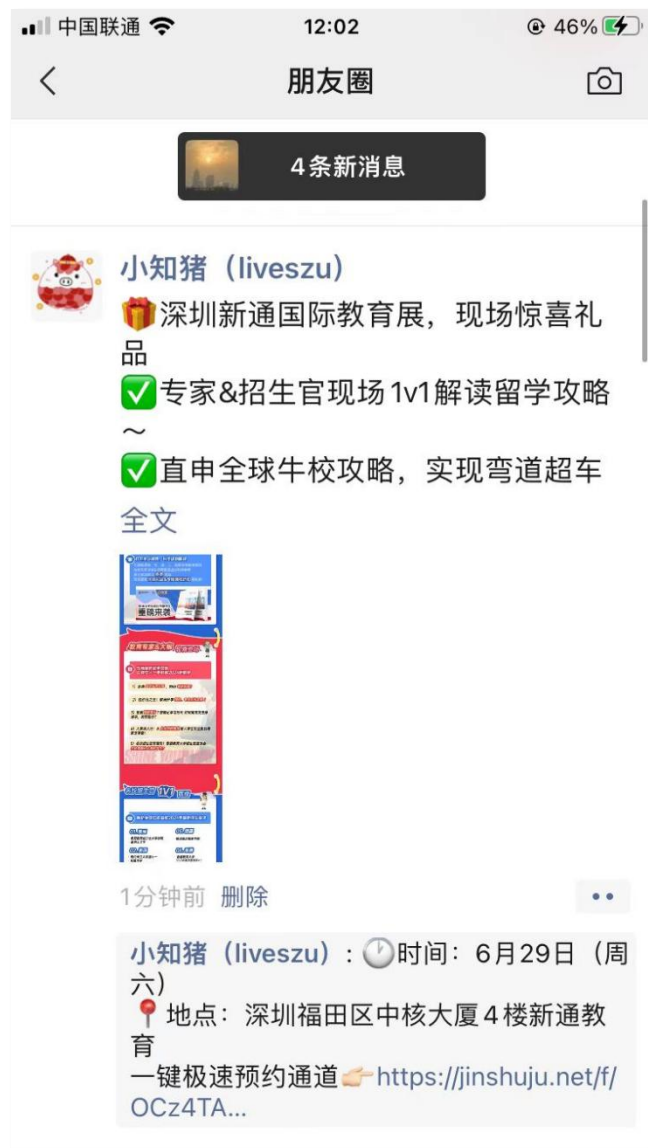 中国联通
12:02
46%
朋友圈
4条新消息
小知猪（liveszu）
🎁深圳新通国际教育展，现场惊喜礼
品
✅专家&招生官现场1v1解读留学攻略
～
✅直申全球牛校攻略，实现弯道超车
全文
重磅来袭
1分钟前 删除
小知猪（liveszu）：🕐时间：6月29日（周
六）
📍地点：深圳福田区中核大厦4楼新通教
育
一键极速预约通道👉🏻https://jinshuju.net/f/
OCz4TA...